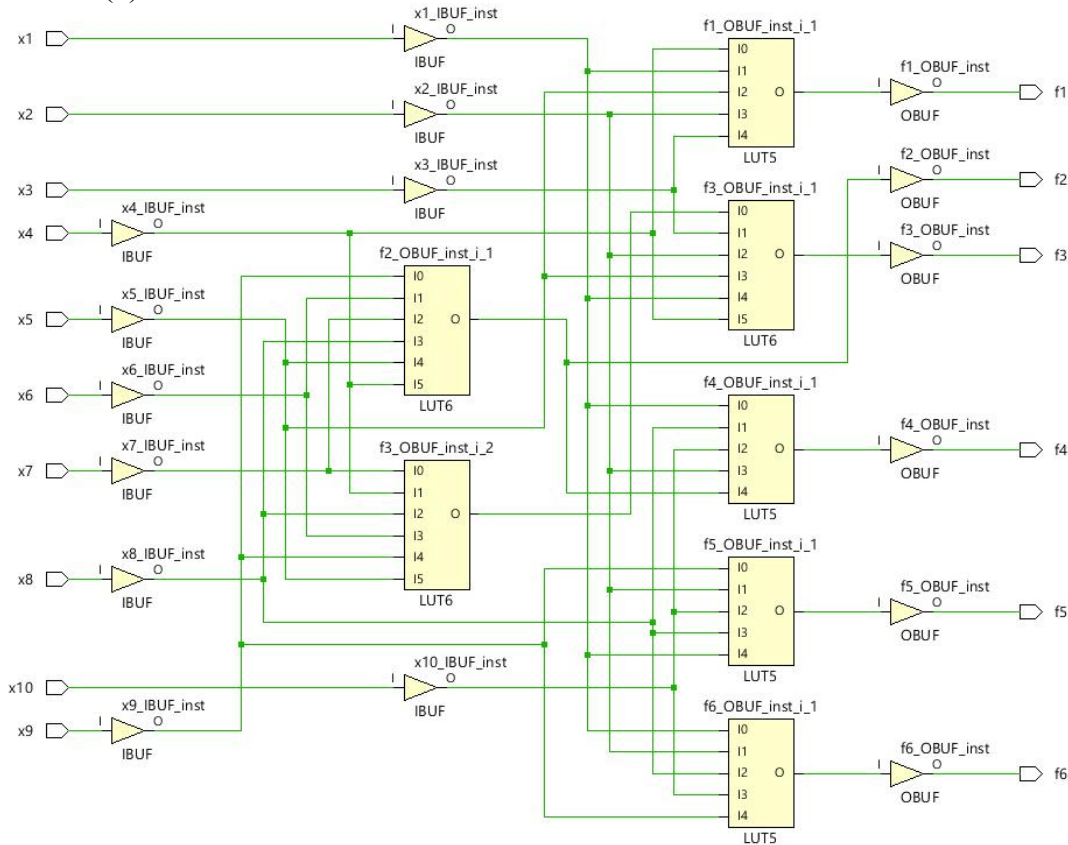 x1_IBUF_inst
x1
I
O
IBUF
x2_IBUF_inst
x2
I
O
IBUF
x3_IBUF_inst
x3
I
O
IBUF
x4_IBUF_inst
x4
I
O
IBUF
x5_IBUF_inst
x5
I
O
IBUF
x6_IBUF_inst
x6
I
O
IBUF
x7_IBUF_inst
x7
I
O
IBUF
x8_IBUF_inst
x8
I
O
IBUF
x10_IBUF_inst
x10
I
O
IBUF
x9_IBUF_inst
x9
I
O
IBUF
f2_OBUF_inst_i_1
I0
I1
I2
O
I3
I4
I5
LUT6
f3_OBUF_inst_i_2
I0
I1
I2
O
I3
I4
I5
LUT6
f1_OBUF_inst_i_1
I0
I1
I2
O
I3
I4
LUT5
f3_OBUF_inst_i_1
I0
I1
I2
O
I3
I4
I5
LUT6
f4_OBUF_inst_i_1
I0
I1
I2
O
I3
I4
LUT5
f5_OBUF_inst_i_1
I0
I1
I2
O
I3
I4
LUT5
f6_OBUF_inst_i_1
I0
I1
I2
O
I3
I4
LUT5
f1_OBUF_inst
I
O
f1
OBUF
f2_OBUF_inst
I
O
f2
OBUF
f3_OBUF_inst
I
O
f3
OBUF
f4_OBUF_inst
I
O
f4
OBUF
f5_OBUF_inst
I
O
f5
OBUF
f6_OBUF_inst
I
O
f6
OBUF